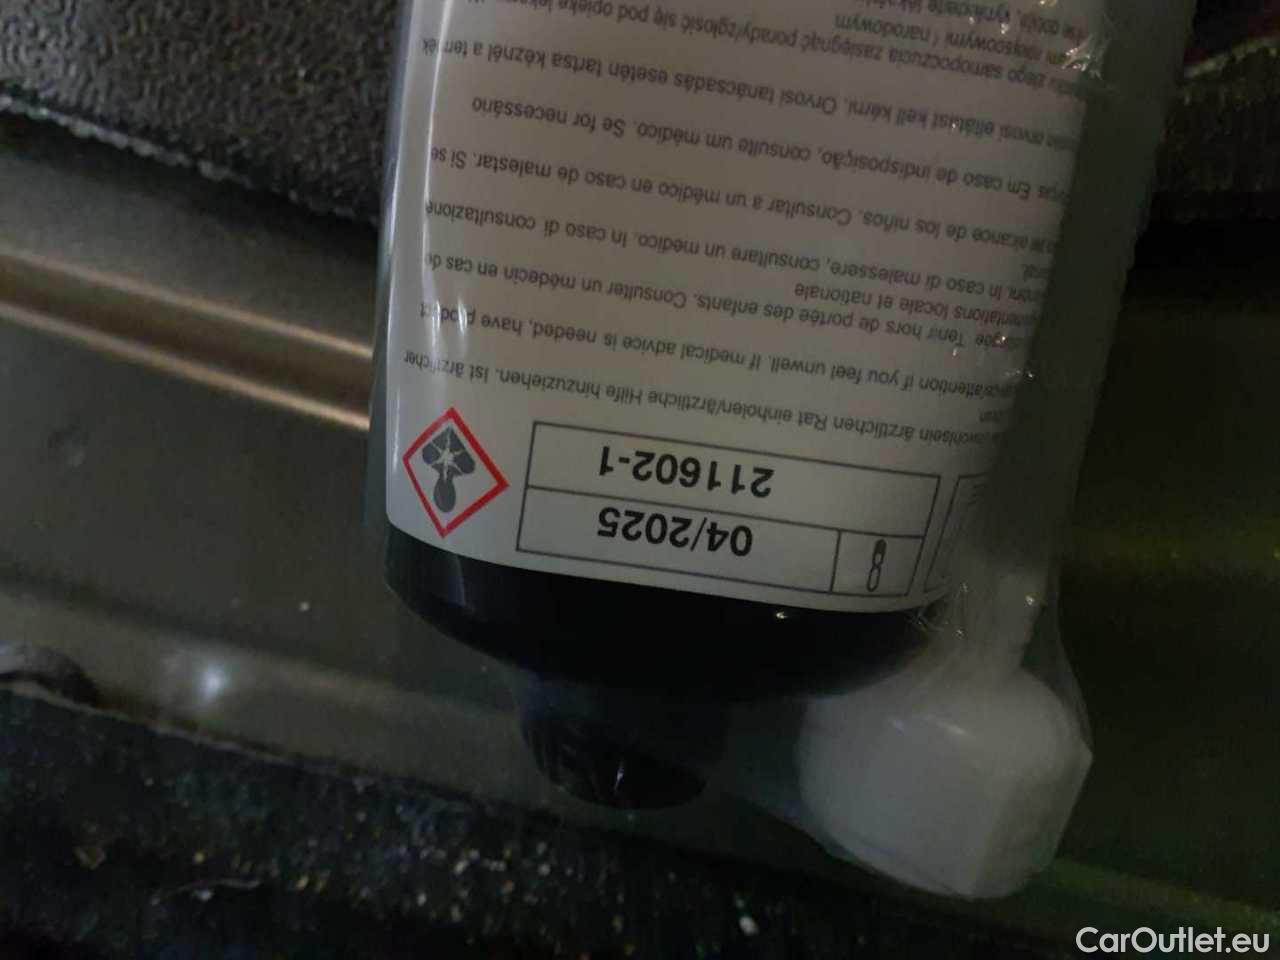 04/2025
211602-1
ärztlichen Rat einholen/ärztliche Hilfe hinzuziehen. Ist ärztlicher
attention if you feel unwell. If medical advice is needed, have product
Tenir hors de portée des enfants. Consulter un médecin en cas de
locale et nationale
In caso di malessere, consultare un medico. In caso di consultazione
alcance de los niños. Consultar a un médico en caso de malestar. Si se
Em caso de indisposição, consulte um médico. Se for necessário
orvosi ellátást kell kérni. Orvosi tanácsadás esetén tartsa kéznél a termék
złego samopoczucia zasięgnąć porady/zgłosić się pod opiekę
miejscowymi / narodowym
CarOutlet.eu